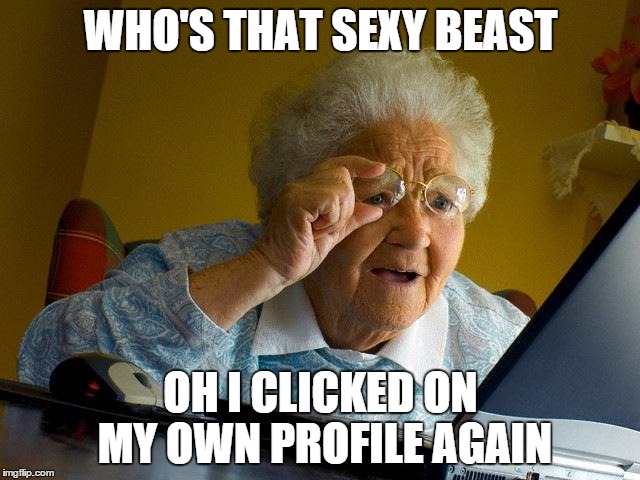 WHO'S THAT SEXY BEAST
OH I CLICKED ON
MY OWN PROFILE AGAIN
imgflip.com